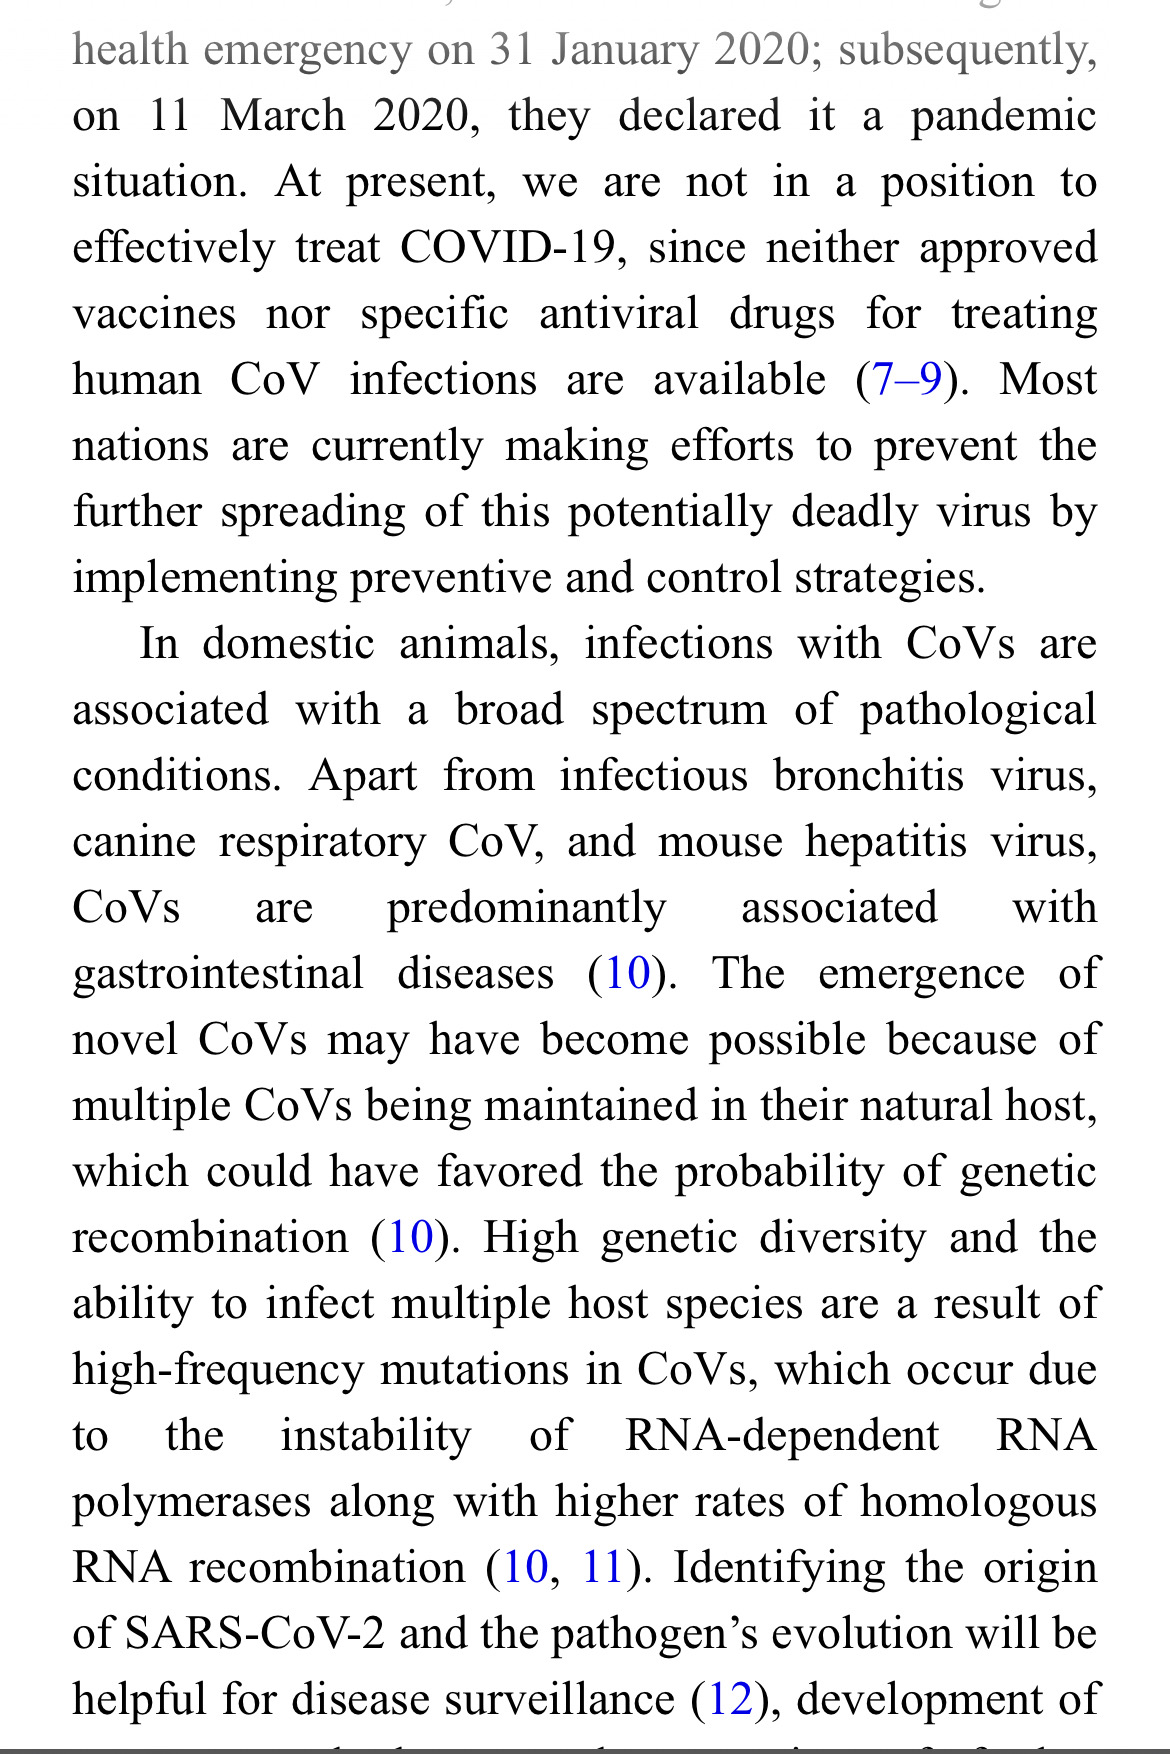 health emergency on 31 January 2020; subsequently,
on 11 March 2020, they declared it a pandemic
situation. At present, we are not in a position to
effectively treat COVID-19, since neither approved
vaccines nor specific antiviral drugs for treating
human CoV infections are available (7–9). Most
nations are currently making efforts to prevent the
further spreading of this potentially deadly virus by
implementing preventive and control strategies.
In domestic animals, infections with CoVs are
associated with a broad spectrum of pathological
conditions. Apart from infectious bronchitis virus,
canine respiratory CoV, and mouse hepatitis virus,
CoVs are predominantly associated with
gastrointestinal diseases (10). The emergence of
novel CoVs may have become possible because of
multiple CoVs being maintained in their natural host,
which could have favored the probability of genetic
recombination (10). High genetic diversity and the
ability to infect multiple host species are a result of
high-frequency mutations in CoVs, which occur due
to the instability of RNA-dependent RNA
polymerases along with higher rates of homologous
RNA recombination (10, 11). Identifying the origin
of SARS-CoV-2 and the pathogen’s evolution will be
helpful for disease surveillance (12), development of